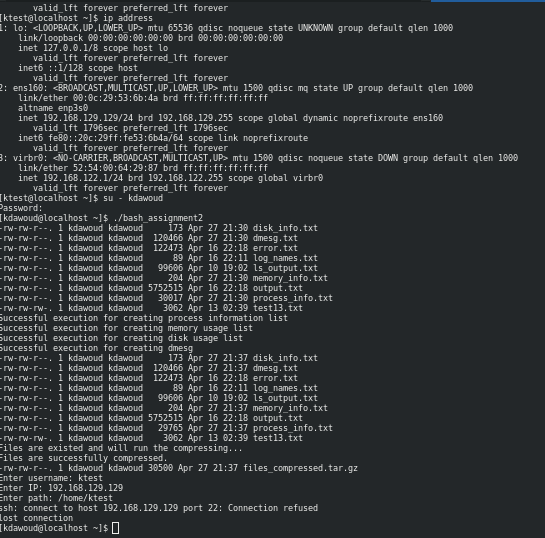 valid_lft forever preferred_lft forever
[ktest@localhost ~]$ ip address
1: lo: <LOOPBACK,UP,LOWER_UP> mtu 65536 qdisc noqueue state UNKNOWN group default qlen 1000
link/loopback 00:00:00:00:00:00 brd 00:00:00:00:00:00
inet 127.0.0.1/8 scope host lo
valid_lft forever preferred_lft forever
inet6 ::1/128 scope host
valid_lft forever preferred_lft forever
2: ens160: <BROADCAST,MULTICAST,UP,LOWER_UP> mtu 1500 qdisc mq state UP group default qlen 1000
link/ether 00:0c:29:53:6b:4a brd ff:ff:ff:ff:ff:ff
altname enp3s0
inet 192.168.129.129/24 brd 192.168.129.255 scope global dynamic noprefixroute ens160
valid_lft 1796sec preferred_lft 1796sec
inet6 fe80::20c:29ff:fe53:6b4a/64 scope link noprefixroute
valid_lft forever preferred_lft forever
3: virbr0: <NO-CARRIER,BROADCAST,MULTICAST,UP> mtu 1500 qdisc noqueue state DOWN group default qlen 1000
link/ether 52:54:00:64:29:87 brd ff:ff:ff:ff:ff:ff
inet 192.168.122.1/24 brd 192.168.122.255 scope global virbr0
valid_lft forever preferred_lft forever
[ktest@localhost ~]$ su - kdawoud
Password:
[kdawoud@localhost ~]$ ./bash_assignment2
-rw-rw-r--. 1 kdawoud kdawoud 173 Apr 27 21:30 disk_info.txt
-rw-rw-r--. 1 kdawoud kdawoud 120466 Apr 27 21:30 dmesg.txt
-rw-rw-r--. 1 kdawoud kdawoud 122473 Apr 16 22:18 error.txt
-rw-rw-r--. 1 kdawoud kdawoud 89 Apr 16 22:11 log_names.txt
-rw-rw-r--. 1 kdawoud kdawoud 99606 Apr 10 19:02 ls_output.txt
-rw-rw-r--. 1 kdawoud kdawoud 204 Apr 27 21:30 memory_info.txt
-rw-rw-r--. 1 kdawoud kdawoud 5752515 Apr 16 22:18 output.txt
-rw-rw-r--. 1 kdawoud kdawoud 30017 Apr 27 21:30 process_info.txt
-rw-rw-r--. 1 kdawoud kdawoud 3062 Apr 13 02:39 test13.txt
Successful execution for creating process information list
Successful execution for creating memory usage list
Successful execution for creating disk usage list
Successful execution for creating dmesg
-rw-rw-r--. 1 kdawoud kdawoud 173 Apr 27 21:37 disk_info.txt
-rw-rw-r--. 1 kdawoud kdawoud 120466 Apr 27 21:37 dmesg.txt
-rw-rw-r--. 1 kdawoud kdawoud 122473 Apr 16 22:18 error.txt
-rw-rw-r--. 1 kdawoud kdawoud 89 Apr 16 22:11 log_names.txt
-rw-rw-r--. 1 kdawoud kdawoud 99606 Apr 10 19:02 ls_output.txt
-rw-rw-r--. 1 kdawoud kdawoud 204 Apr 27 21:37 memory_info.txt
-rw-rw-r--. 1 kdawoud kdawoud 5752515 Apr 16 22:18 output.txt
-rw-rw-r--. 1 kdawoud kdawoud 29765 Apr 27 21:37 process_info.txt
-rw-rw-r--. 1 kdawoud kdawoud 3062 Apr 13 02:39 test13.txt
Files are existed and will run the compressing...
Files are successfully compressed.
-rw-rw-r--. 1 kdawoud kdawoud 30500 Apr 27 21:37 files_compressed.tar.gz
Enter username: ktest
Enter IP: 192.168.129.129
Enter path: /home/ktest
ssh: connect to host 192.168.129.129 port 22: Connection refused
lost connection
[kdawoud@localhost ~]$